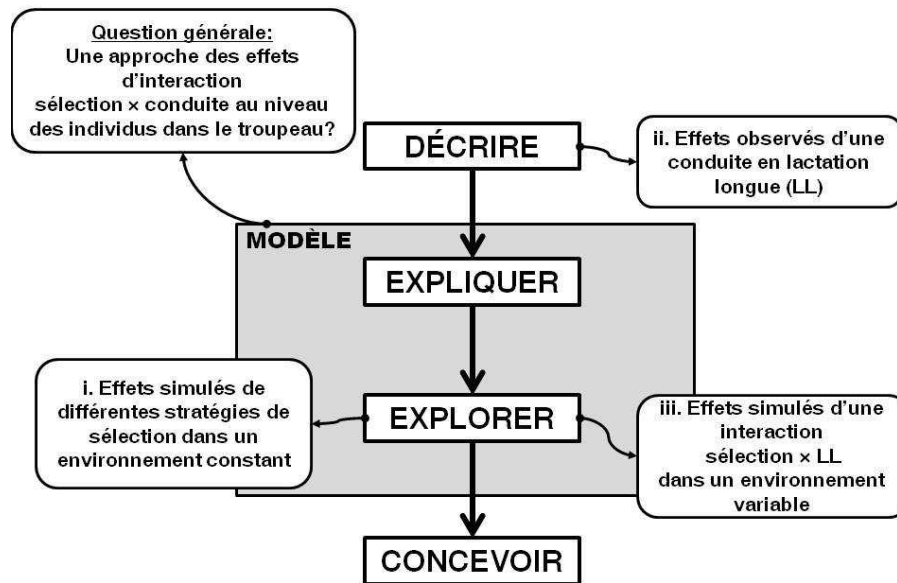 Question générale:
Une approche des effets
d'interaction
sélection × conduite au niveau
des individus dans le troupeau?
DÉCRIRE
ii. Effets observés d'une
conduite en lactation
longue (LL)
MODÈLE
EXPLIQUER
i. Effets simulés de
différentes stratégies de
sélection dans un
environnement constant
EXPLORER
iii. Effets simulés d'une
interaction
sélection × LL
dans un environnement
variable
CONCEVOIR